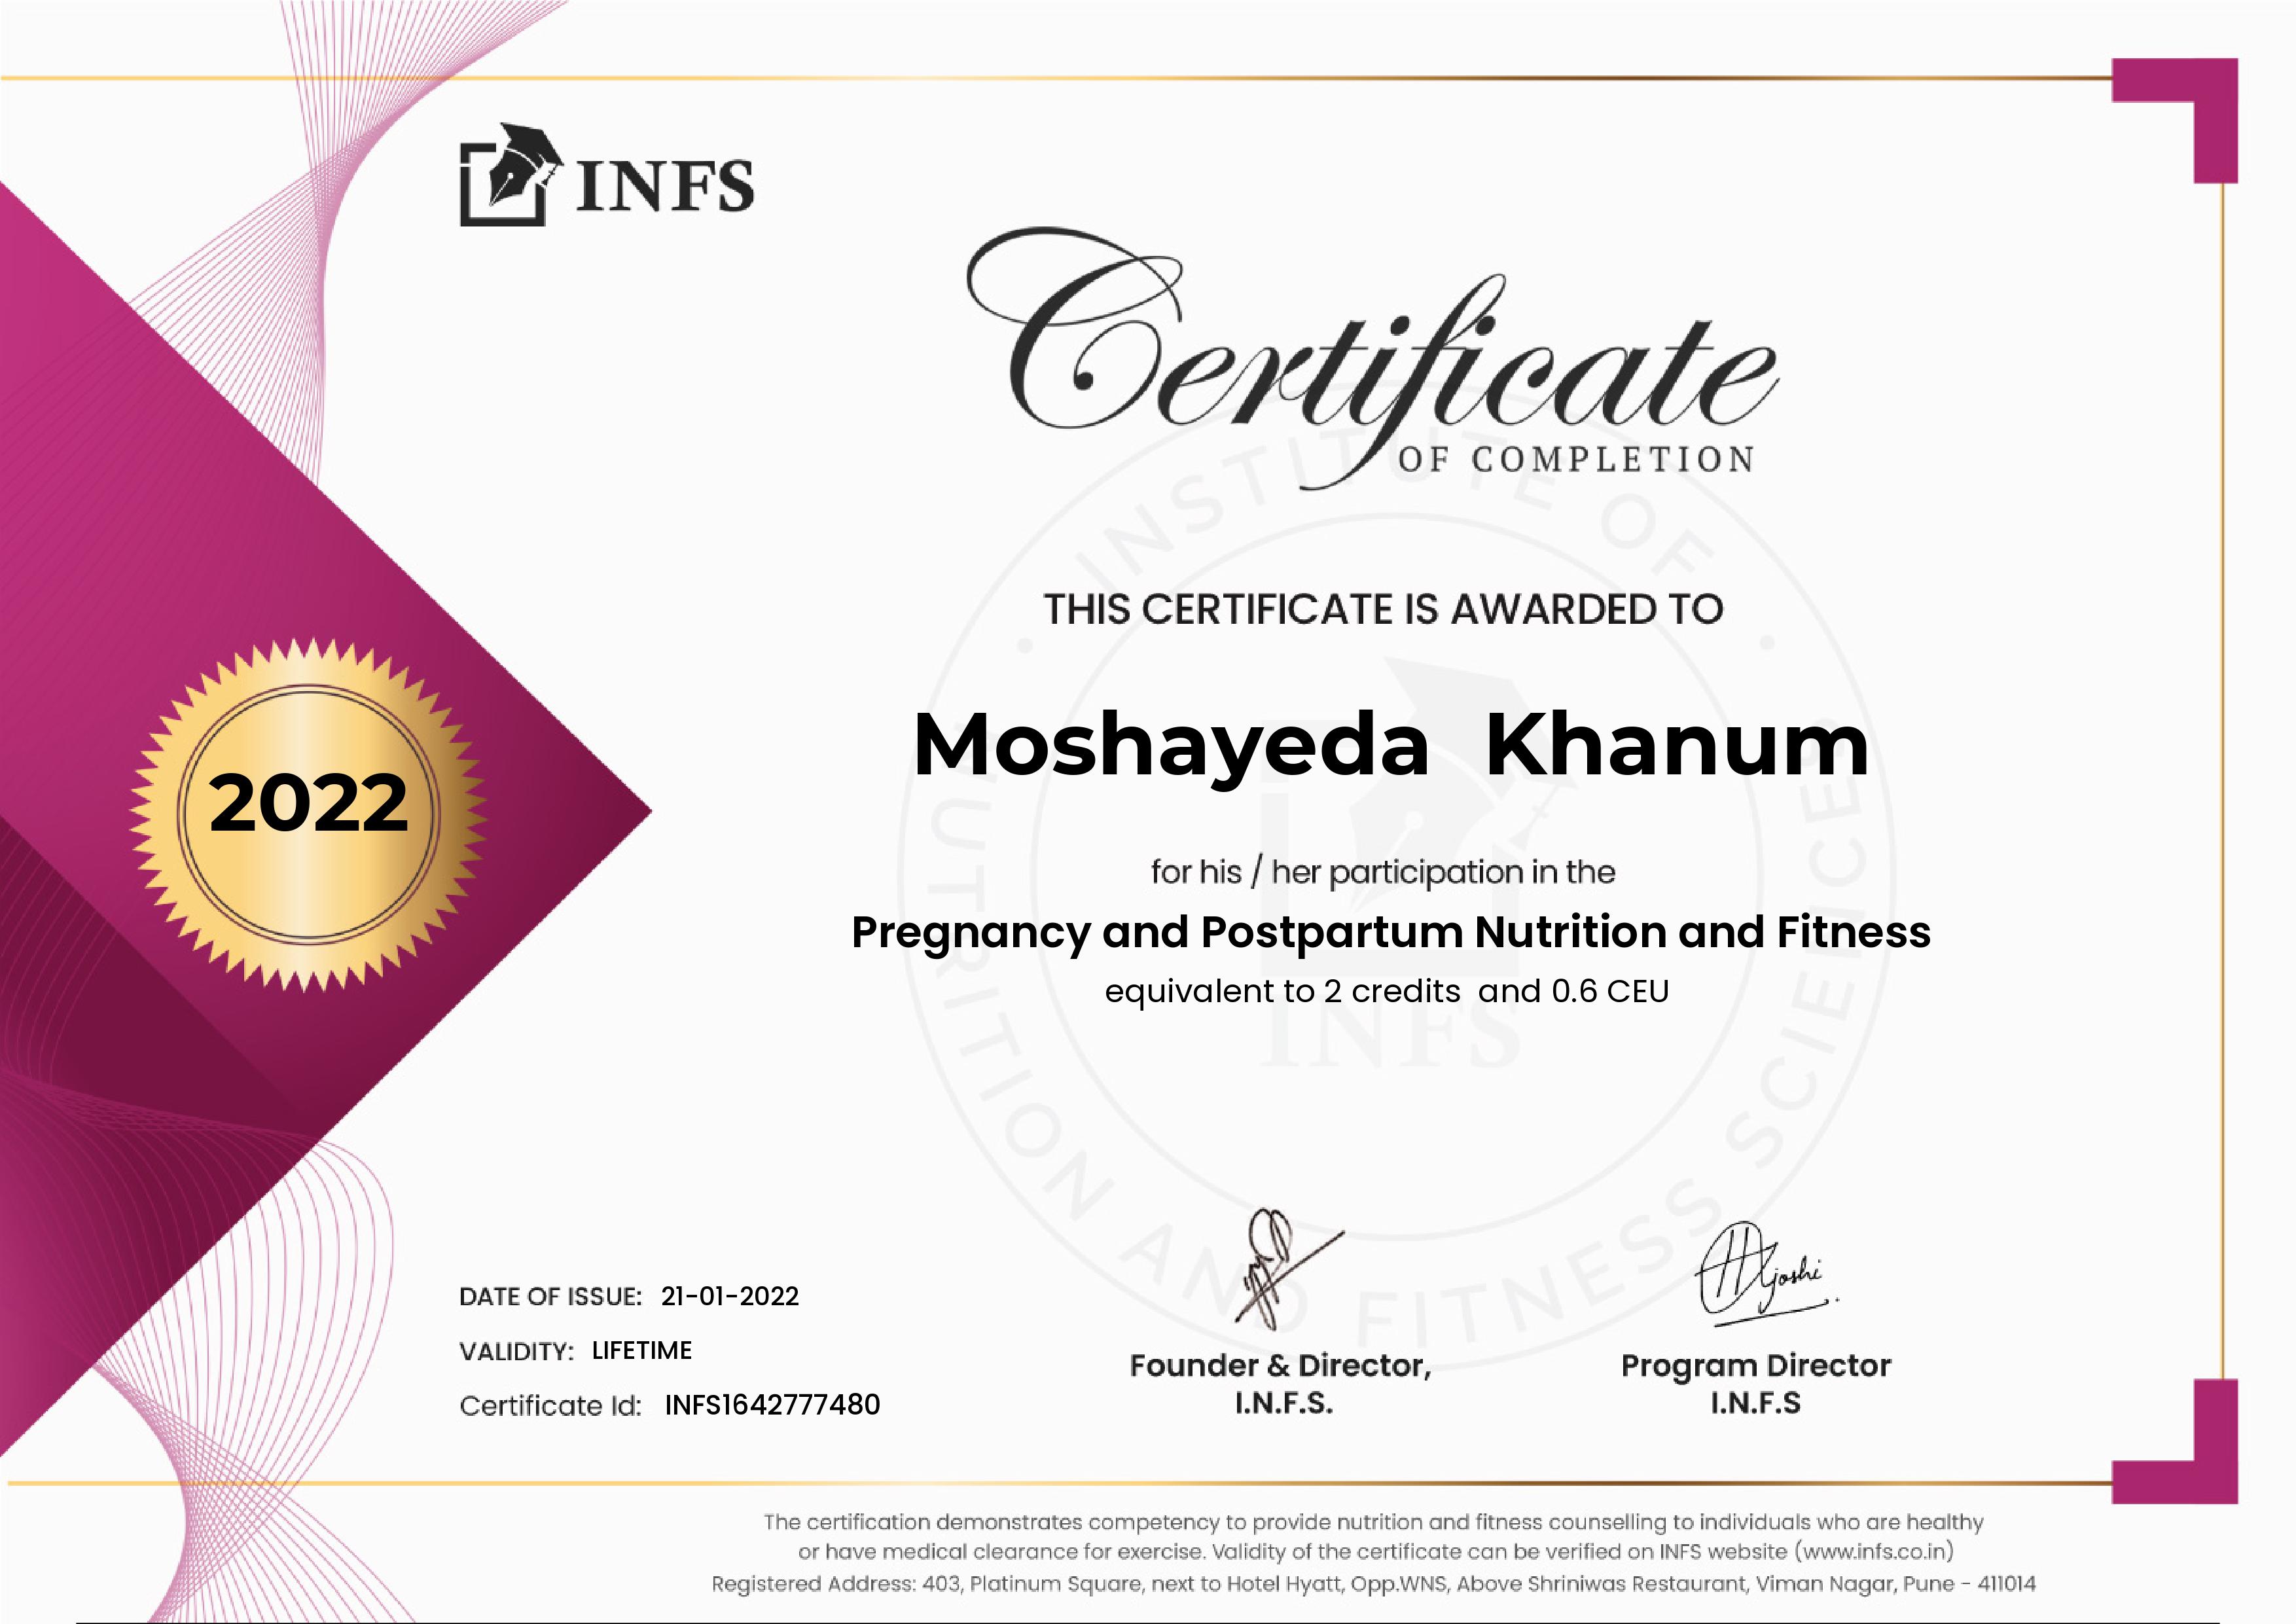 INFS
Certificate
OF COMPLETION
THIS CERTIFICATE IS AWARDED TO
Moshayeda Khanum
2022
for his / her participation in the
Pregnancy and Postpartum Nutrition and Fitness
equivalent to 2 credits and 0.6 CEU
• INSTITUTE OF •
NUTRITION AND FITNESS SCIENCES
INFS
joshi
DATE OF ISSUE: 21-01-2022
VALIDITY: LIFETIME
Certificate Id: INFS1642777480
Founder & Director,
I.N.F.S.
Program Director
I.N.F.S
The certification demonstrates competency to provide nutrition and fitness counselling to individuals who are healthy
or have medical clearance for exercise. Validity of the certificate can be verified on INFS website (www.infs.co.in)
Registered Address: 403, Platinum Square, next to Hotel Hyatt, Opp.WNS, Above Shriniwas Restaurant, Viman Nagar, Pune - 411014